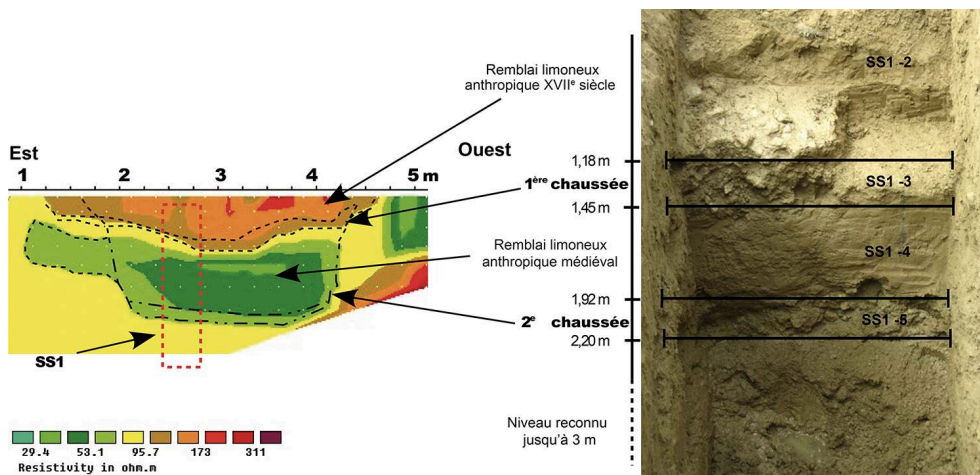 Remblai limoneux
anthropique XVIIe siècle
Est
Ouest
1 2 3 4 5 m
1ère chaussée
Remblai limoneux
anthropique médiéval
2e chaussée
SS1
29.4 53.1 95.7 173 311
Resistivity in ohm.m
1,18 m
1,45 m
1,92 m
2,20 m
Niveau reconnu
jusqu'à 3 m
SS1 -2
SS1 -3
SS1 -4
SS1 -5